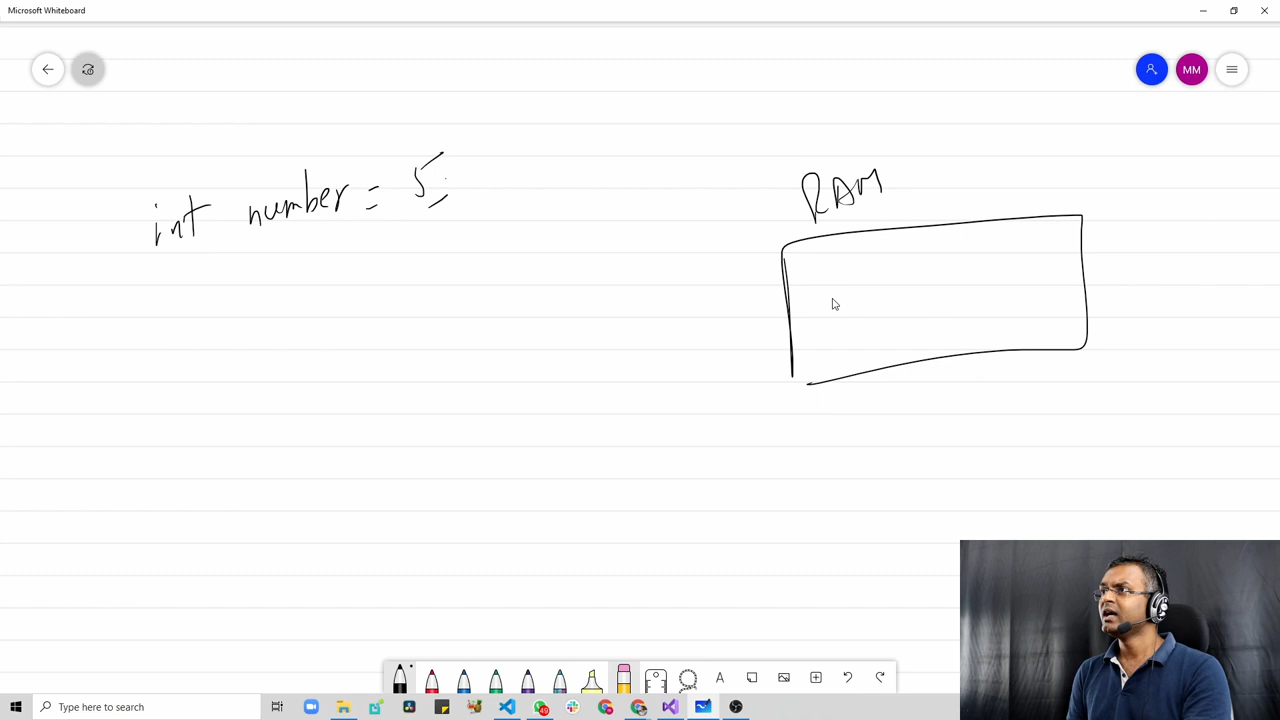 Microsoft Whiteboard
MM
int number = 5;
RAM
A
Type here to search